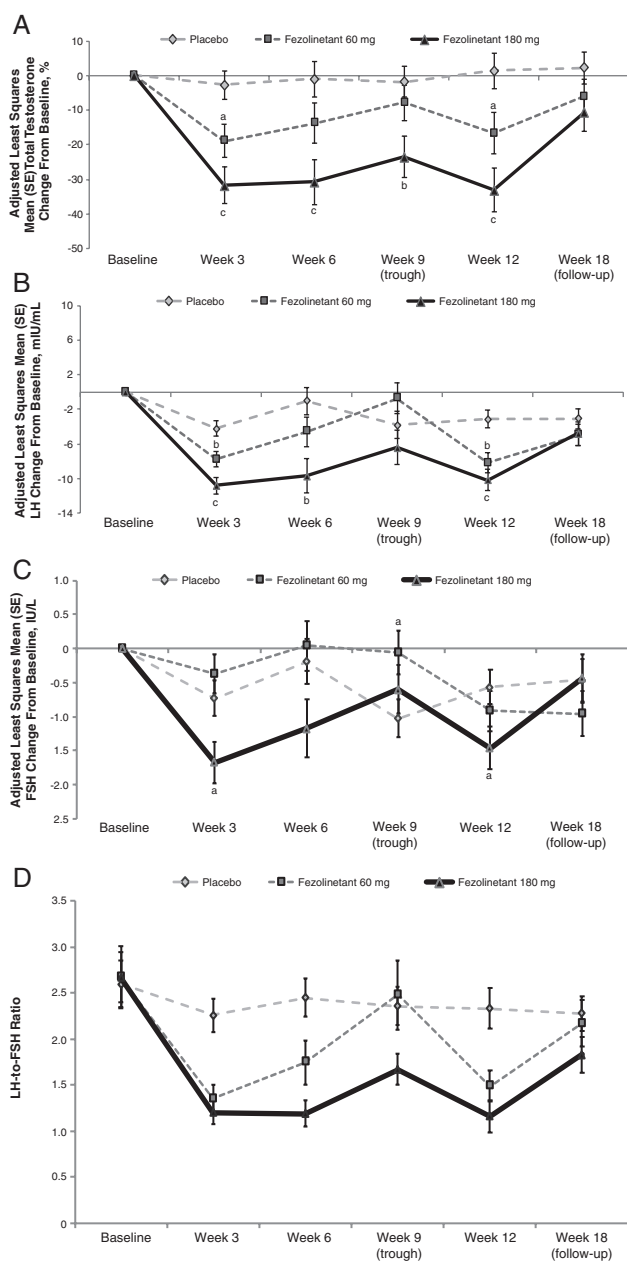 A
Placebo
Fezolinetant 60 mg
Fezolinetant 180 mg
Adjusted Least Squares
Mean (SE)Total Testosterone
Change From Baseline, %
10
0
-10
-20
-30
-40
-50
a
a
c
c
b
c
Baseline
Week 3
Week 6
Week 9
(trough)
Week 12
Week 18
(follow-up)
B
Placebo
Fezolinetant 60 mg
Fezolinetant 180 mg
Adjusted Least Squares Mean (SE)
LH Change From Baseline, mIU/mL
10
6
2
-2
-6
-10
-14
b
b
c
b
c
Baseline
Week 3
Week 6
Week 9
(trough)
Week 12
Week 18
(follow-up)
C
Placebo
Fezolinetant 60 mg
Fezolinetant 180 mg
Adjusted Least Squares Mean (SE)
FSH Change From Baseline, IU/L
1.0
0.5
0
-0.5
-1.0
-1.5
-2.0
2.5
a
a
a
Baseline
Week 3
Week 6
Week 9
(trough)
Week 12
Week 18
(follow-up)
D
Placebo
Fezolinetant 60 mg
Fezolinetant 180 mg
LH-to-FSH Ratio
3.5
3.0
2.5
2.0
1.5
1.0
0.5
0
Baseline
Week 3
Week 6
Week 9
(trough)
Week 12
Week 18
(follow-up)